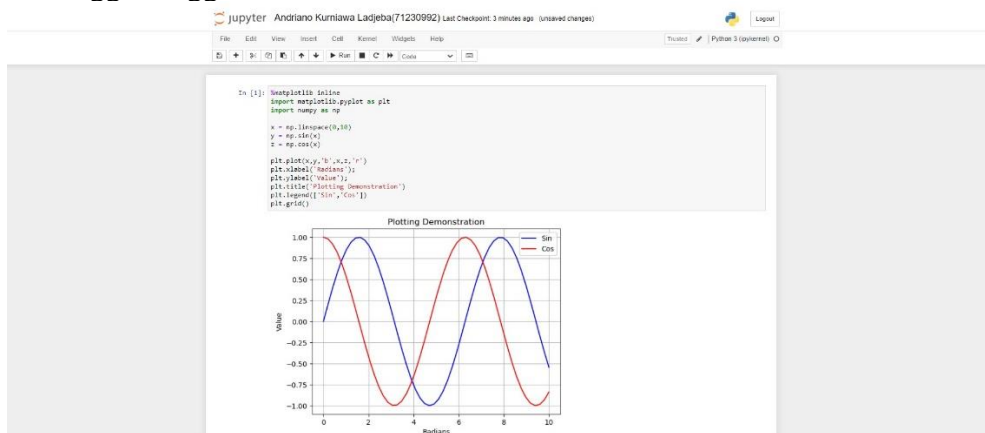 jupyter Andriano Kurniawa Ladjeba(71230992) Last Checkpoint: 3 minutes ago (unsaved changes)
Logout
File Edit View Insert Cell Kernel Widgets Help
Trusted Python 3 (ipykernel)
Run Code
In [1]: %matplotlib inline
import matplotlib.pyplot as plt
import numpy as np
x = np.linspace(0,10)
y = np.sin(x)
z = np.cos(x)
plt.plot(x,y,'b',x,z,'r')
plt.xlabel('Radians');
plt.ylabel('Value');
plt.title('Plotting Demonstration')
plt.legend(['Sin','Cos'])
plt.grid()
Plotting Demonstration
Sin
Cos
1.00
0.75
0.50
0.25
0.00
−0.25
−0.50
−0.75
−1.00
Value
0 2 4 6 8 10
Radians